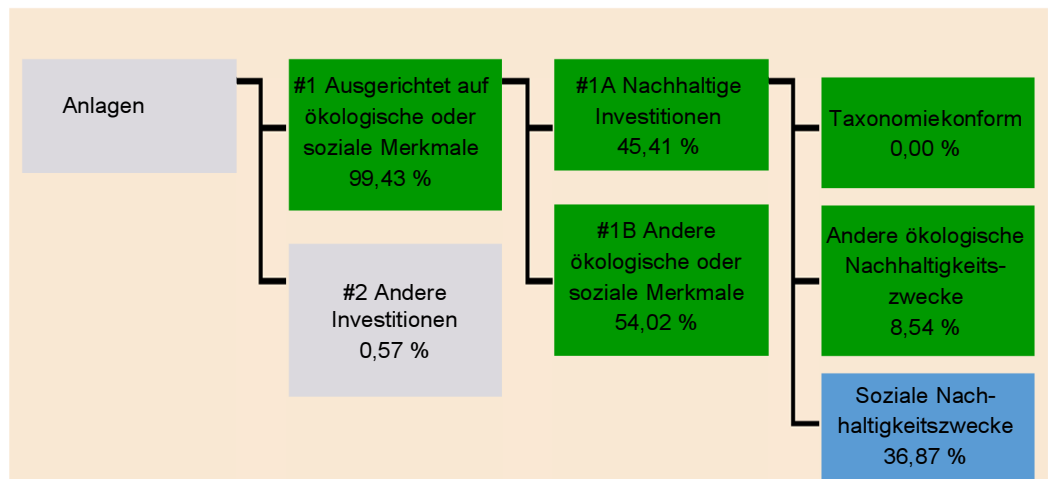 Anlagen
#1 Ausgerichtet auf
ökologische oder
soziale Merkmale
99,43 %
#2 Andere
Investitionen
0,57 %
#1A Nachhaltige
Investitionen
45,41 %
#1B Andere
ökologische oder
soziale Merkmale
54,02 %
Taxonomiekonform
0,00 %
Andere ökologische
Nachhaltigkeits-
zwecke
8,54 %
Soziale Nach-
haltigkeitszwecke
36,87 %